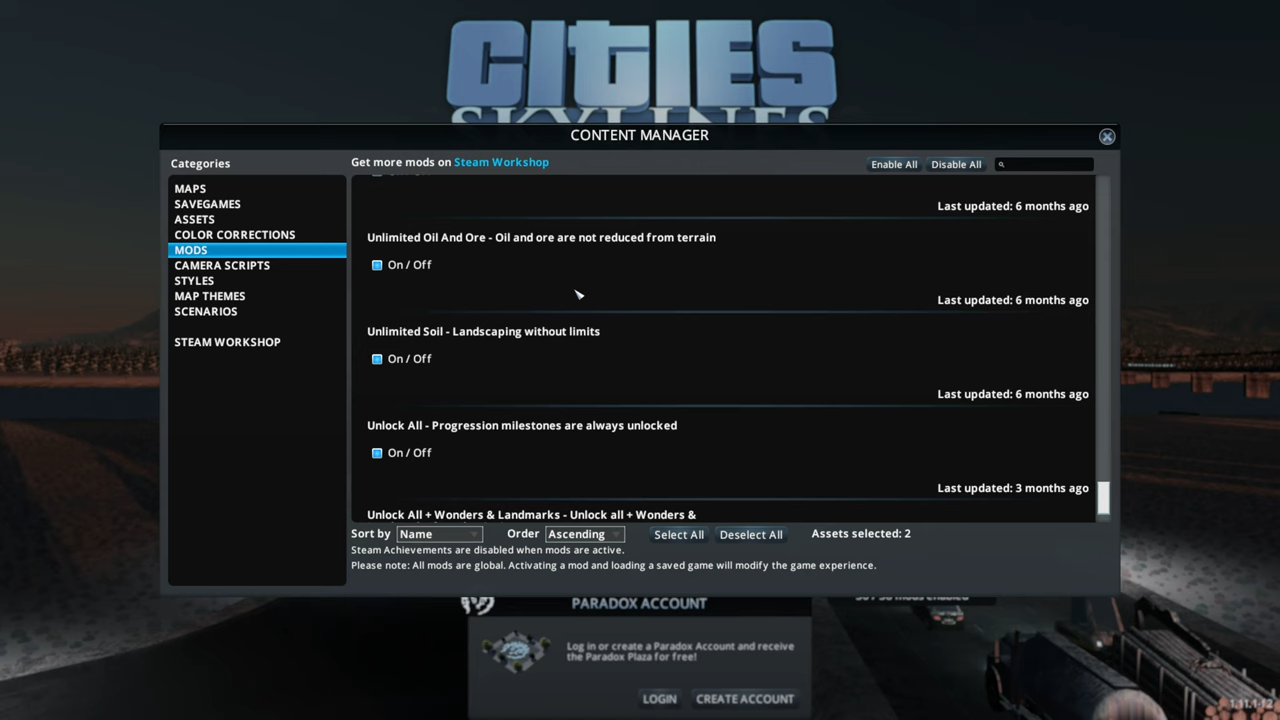 CITIES
SKYLINES
CONTENT MANAGER
Categories
Get more mods on Steam Workshop
Enable All
Disable All
MAPS
SAVEGAMES
ASSETS
COLOR CORRECTIONS
MODS
CAMERA SCRIPTS
STYLES
MAP THEMES
SCENARIOS
STEAM WORKSHOP
Last updated: 6 months ago
Unlimited Oil And Ore - Oil and ore are not reduced from terrain
On / Off
Last updated: 6 months ago
Unlimited Soil - Landscaping without limits
On / Off
Last updated: 6 months ago
Unlock All - Progression milestones are always unlocked
On / Off
Last updated: 3 months ago
Unlock All + Wonders & Landmarks - Unlock all + Wonders &
Sort by Name Order Ascending Select All Deselect All Assets selected: 2
Steam Achievements are disabled when mods are active.
Please note: All mods are global. Activating a mod and loading a saved game will modify the game experience.
PARADOX ACCOUNT
mods enabled
Log in or create a Paradox Account and receive
the Paradox Plaza for free!
LOGIN CREATE ACCOUNT